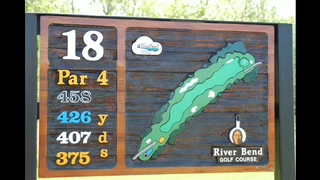 18
Par 4
458
426 y
407 d
375 s
River Bend
GOLF COURSE